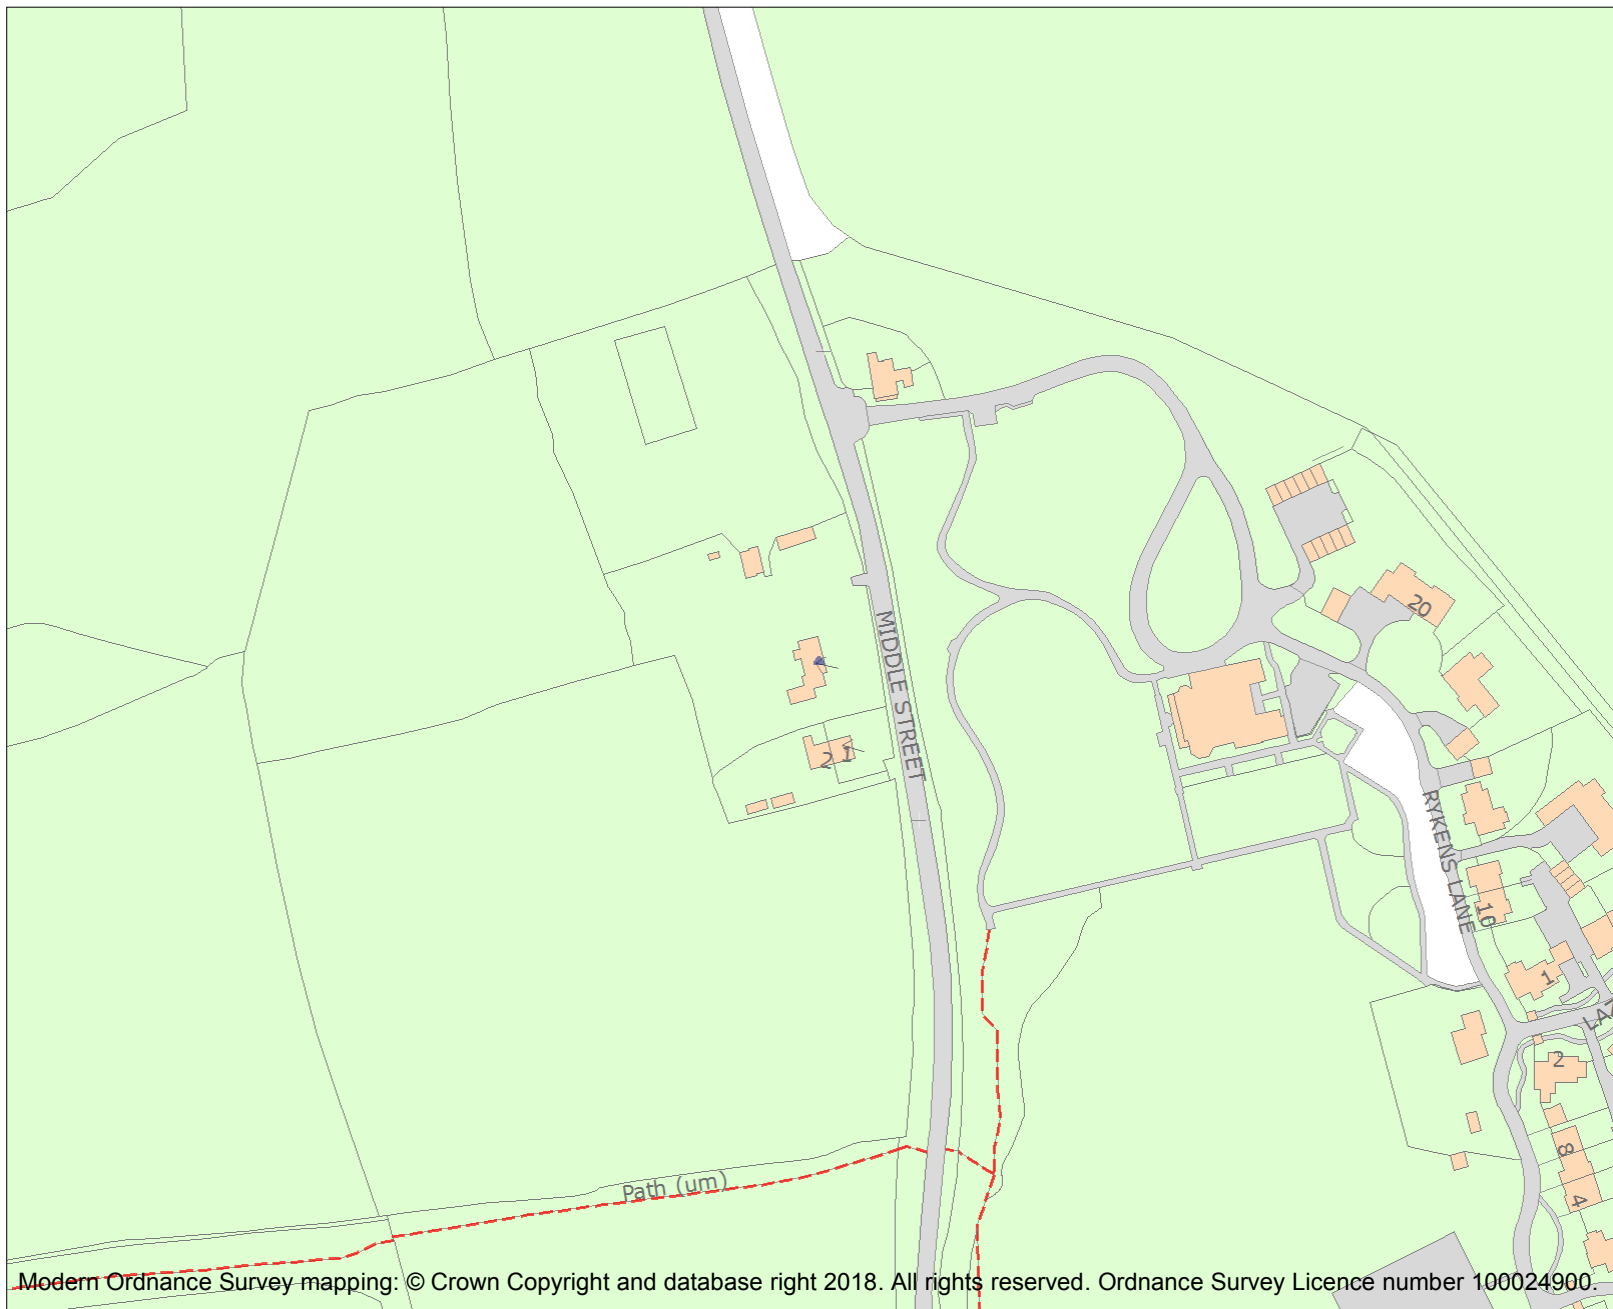 20
MIDDLE STREET
2 1
RYKENS LANE
10
1
2
8
4
Path (um)
Modern Ordnance Survey mapping: © Crown Copyright and database right 2018. All rights reserved. Ordnance Survey Licence number 100024900.